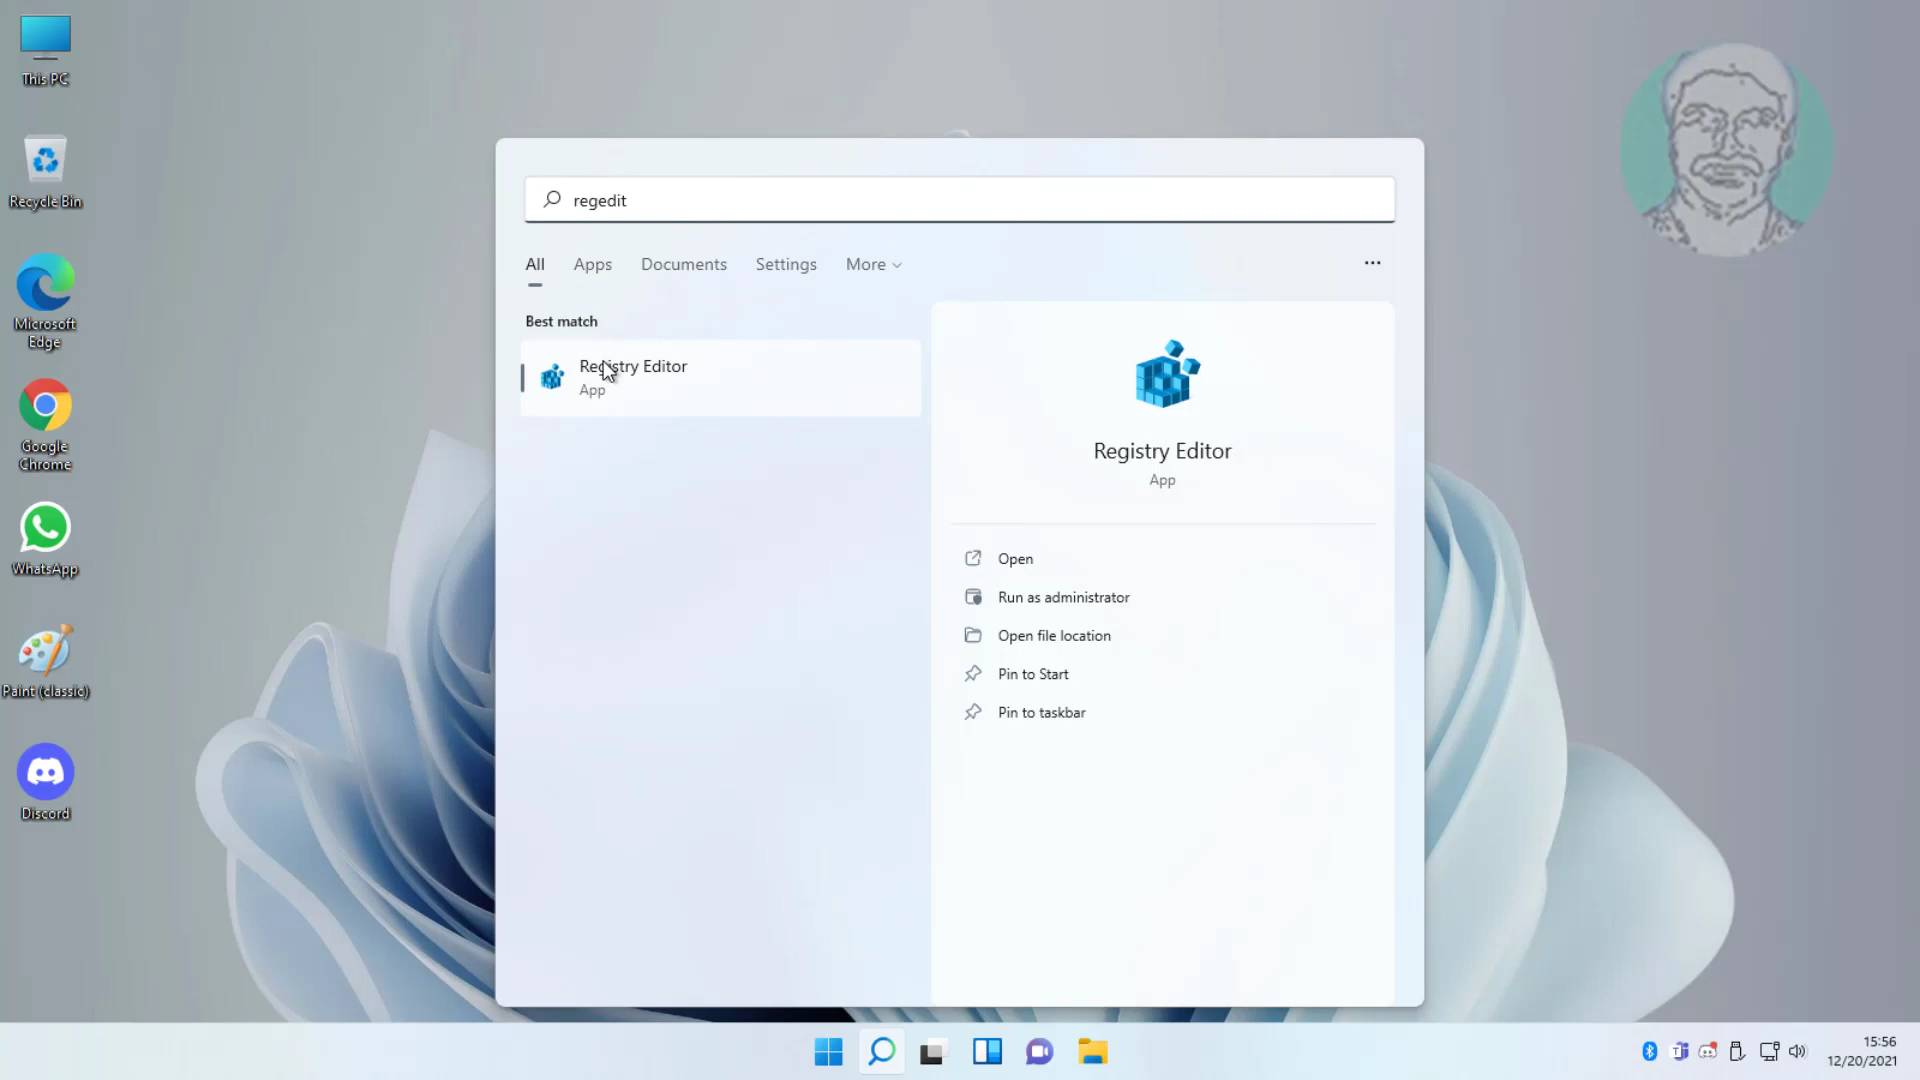 This PC
Recycle Bin
Microsoft
Edge
Google
Chrome
WhatsApp
Paint (classic)
Discord
regedit
All
Apps
Documents
Settings
More
Best match
Registry Editor
App
Registry Editor
App
Open
Run as administrator
Open file location
Pin to Start
Pin to taskbar
15:56
12/20/2021